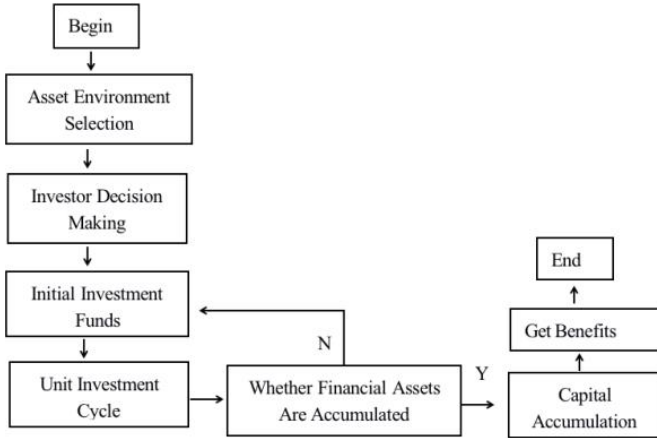 Begin
Asset Environment
Selection
Investor Decision
Making
Initial Investment
Funds
Unit Investment
Cycle
Whether Financial Assets
Are Accumulated
N
Y
Capital
Accumulation
Get Benefits
End